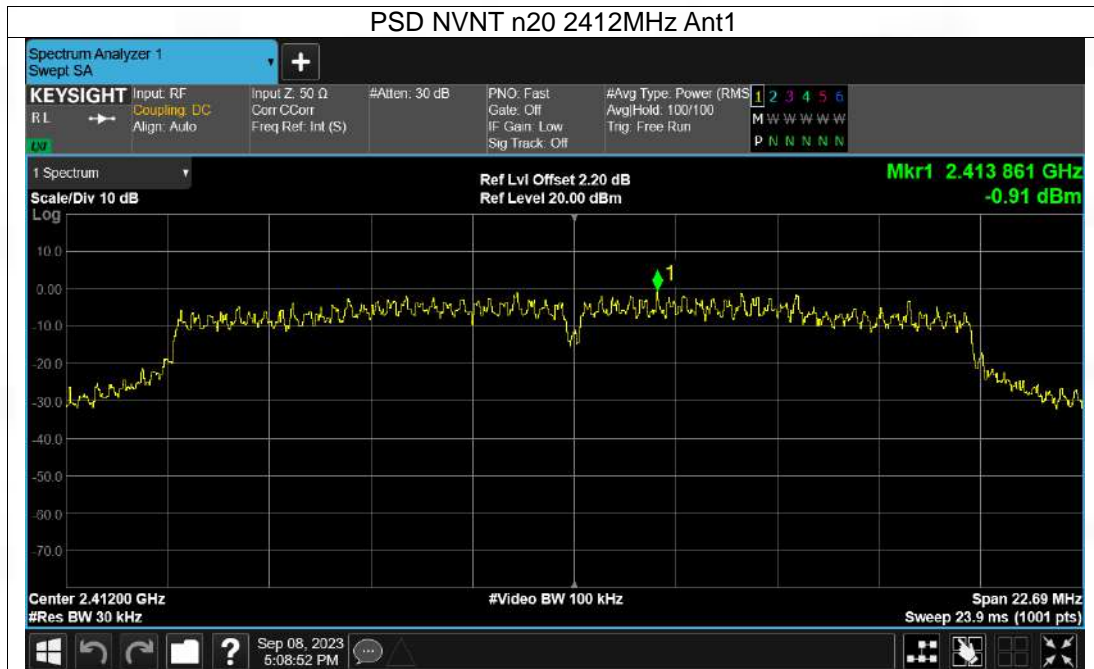 PSD NVNT n20 2412MHz Ant1
Spectrum Analyzer 1
Swept SA
+
KEYSIGHT
RL
Input: RF
Coupling: DC
Align: Auto
Input Z: 50 Ω
Corr CCorr
Freq Ref: Int (S)
#Atten: 30 dB
PNO: Fast
Gate: Off
IF Gain: Low
Sig Track: Off
#Avg Type: Power (RMS
Avg|Hold: 100/100
Trig: Free Run
1 2 3 4 5 6
M W W W W W
P N N N N N
1 Spectrum
Scale/Div 10 dB
Ref Lvl Offset 2.20 dB
Ref Level 20.00 dBm
Mkr1 2.413 861 GHz
-0.91 dBm
Log
10.0
0.00
-10.0
-20.0
-30.0
-40.0
-50.0
-60.0
-70.0
1
Center 2.41200 GHz
#Res BW 30 kHz
#Video BW 100 kHz
Span 22.69 MHz
Sweep 23.9 ms (1001 pts)
?
Sep 08, 2023
5:08:52 PM